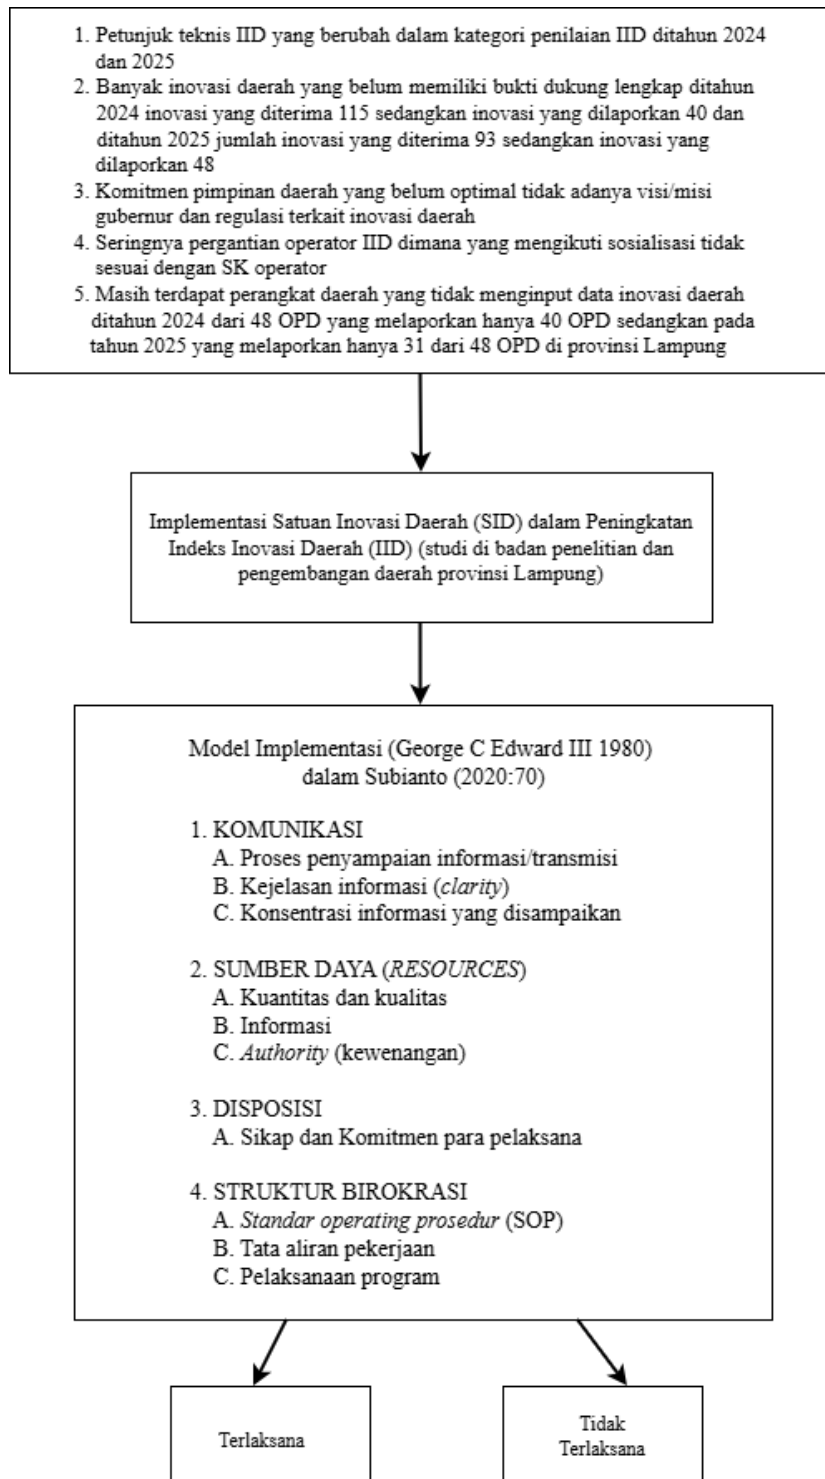 1. Petunjuk teknis IID yang berubah dalam kategori penilaian IID ditahun 2024
dan 2025
2. Banyak inovasi daerah yang belum memiliki bukti dukung lengkap ditahun
2024 inovasi yang diterima 115 sedangkan inovasi yang dilaporkan 40 dan
ditahun 2025 jumlah inovasi yang diterima 93 sedangkan inovasi yang
dilaporkan 48
3. Komitmen pimpinan daerah yang belum optimal tidak adanya visi/misi
gubernur dan regulasi terkait inovasi daerah
4. Seringnya pergantian operator IID dimana yang mengikuti sosialisasi tidak
sesuai dengan SK operator
5. Masih terdapat perangkat daerah yang tidak menginput data inovasi daerah
ditahun 2024 dari 48 OPD yang melaporkan hanya 40 OPD sedangkan pada
tahun 2025 yang melaporkan hanya 31 dari 48 OPD di provinsi Lampung
Implementasi Satuan Inovasi Daerah (SID) dalam Peningkatan
Indeks Inovasi Daerah (IID) (studi di badan penelitian dan
pengembangan daerah provinsi Lampung)
Model Implementasi (George C Edward III 1980)
dalam Subianto (2020:70)
1. KOMUNIKASI
A. Proses penyampaian informasi/transmisi
B. Kejelasan informasi (clarity)
C. Konsentrasi informasi yang disampaikan
2. SUMBER DAYA (RESOURCES)
A. Kuantitas dan kualitas
B. Informasi
C. Authority (kewenangan)
3. DISPOSISI
A. Sikap dan Komitmen para pelaksana
4. STRUKTUR BIROKRASI
A. Standar operating prosedur (SOP)
B. Tata aliran pekerjaan
C. Pelaksanaan program
Terlaksana
Tidak
Terlaksana